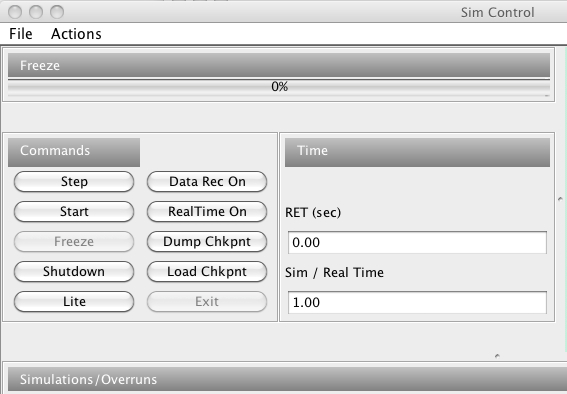 Sim Control
File Actions
Freeze
0%
Commands
Step Data Rec On
Start RealTime On
Freeze Dump Chkpnt
Shutdown Load Chkpnt
Lite Exit
Time
RET (sec)
0.00
Sim / Real Time
1.00
Simulations/Overruns